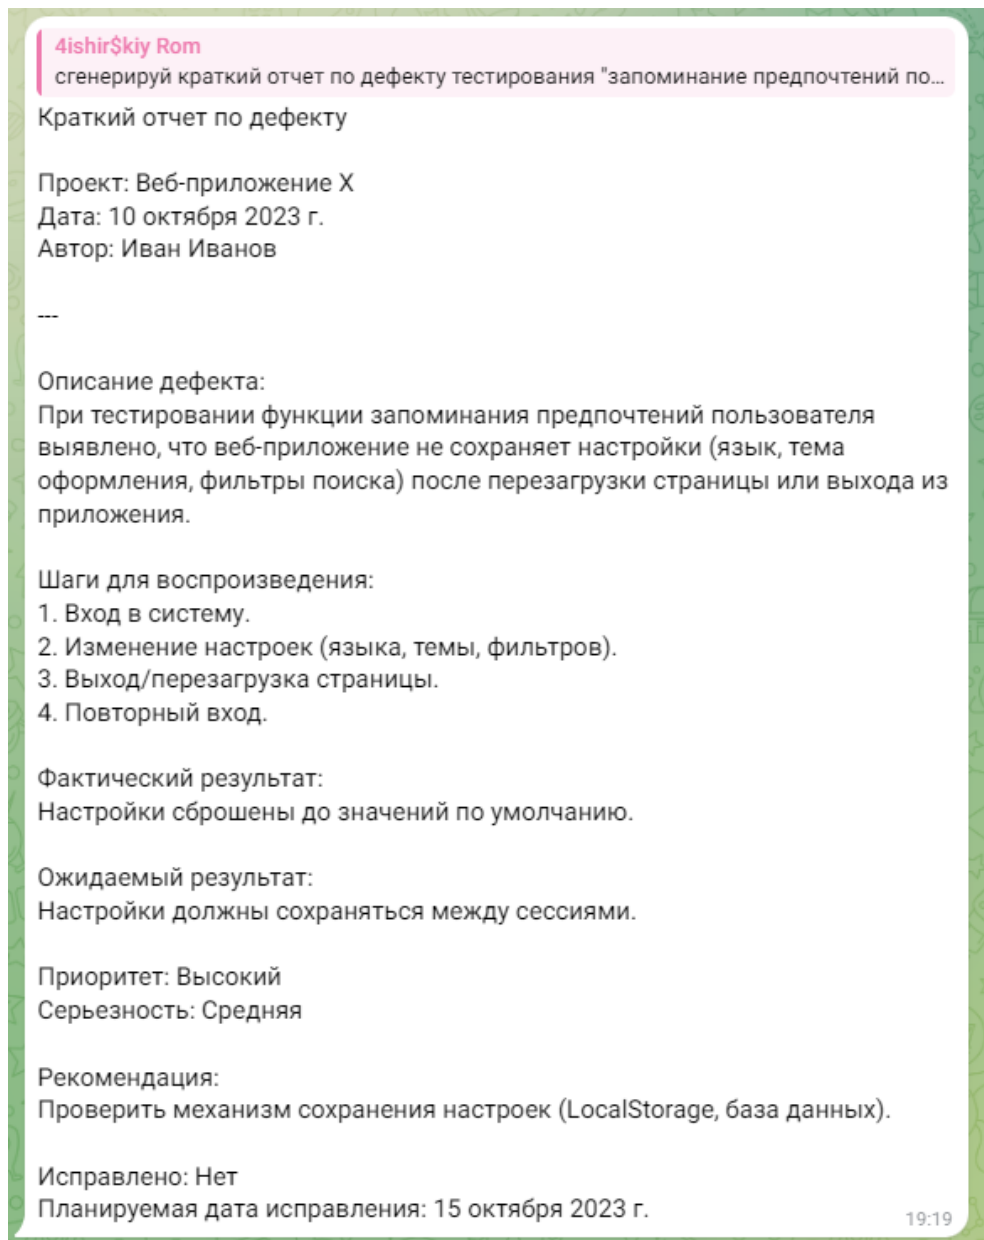 4ishir$kiy Rom
сгенерируй краткий отчет по дефекту тестирования "запоминание предпочтений по...
Краткий отчет по дефекту
Проект: Веб-приложение X
Дата: 10 октября 2023 г.
Автор: Иван Иванов
---
Описание дефекта:
При тестировании функции запоминания предпочтений пользователя
выявлено, что веб-приложение не сохраняет настройки (язык, тема
оформления, фильтры поиска) после перезагрузки страницы или выхода из
приложения.
Шаги для воспроизведения:
1. Вход в систему.
2. Изменение настроек (языка, темы, фильтров).
3. Выход/перезагрузка страницы.
4. Повторный вход.
Фактический результат:
Настройки сброшены до значений по умолчанию.
Ожидаемый результат:
Настройки должны сохраняться между сессиями.
Приоритет: Высокий
Серьезность: Средняя
Рекомендация:
Проверить механизм сохранения настроек (LocalStorage, база данных).
Исправлено: Нет
Планируемая дата исправления: 15 октября 2023 г.
19:19